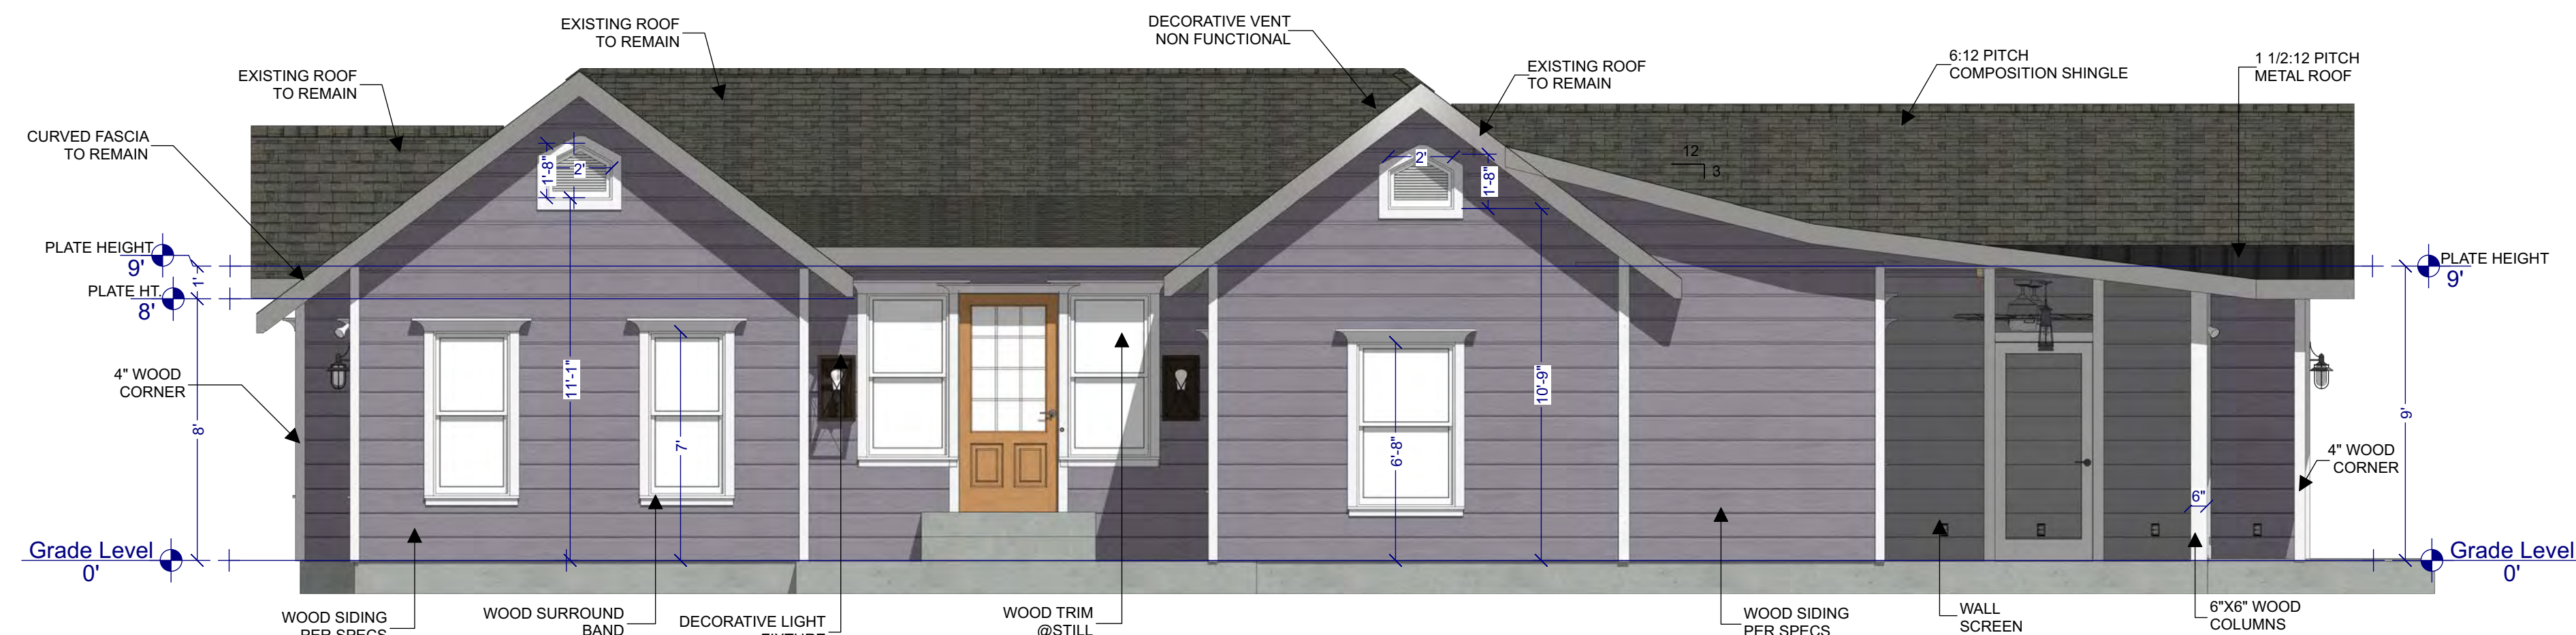 EXISTING ROOF
TO REMAIN
DECORATIVE VENT
NON FUNCTIONAL
EXISTING ROOF
TO REMAIN
EXISTING ROOF
TO REMAIN
6:12 PITCH
COMPOSITION SHINGLE
1 1/2:12 PITCH
METAL ROOF
CURVED FASCIA
TO REMAIN
1'-8"
2'
2'
1'-8"
12
3
PLATE HEIGHT
9'
1'
PLATE HT.
8'
PLATE HEIGHT
9'
4" WOOD
CORNER
8'
11'-1"
7'
6'-8"
10'-9"
9'
4" WOOD
CORNER
6"
Grade Level
0'
Grade Level
0'
WOOD SIDING
PER SPECS
WOOD SURROUND
BAND
DECORATIVE LIGHT
FIXTURE
WOOD TRIM
@STILL
WOOD SIDING
PER SPECS
WALL
SCREEN
6"X6" WOOD
COLUMNS